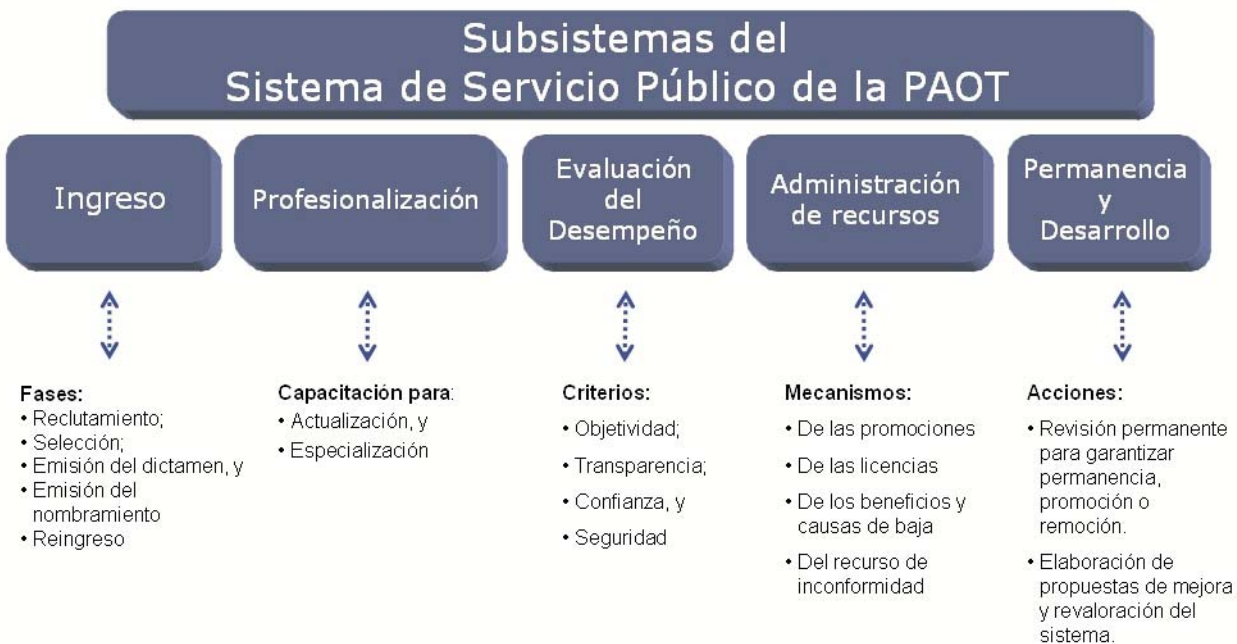 Subsistemas del
Sistema de Servicio Público de la PAOT
Ingreso
Profesionalización
Evaluación
del
Desempeño
Administración
de recursos
Permanencia
y
Desarrollo
Fases:
• Reclutamiento;
• Selección;
• Emisión del dictamen, y
• Emisión del
nombramiento
• Reingreso
Capacitación para:
• Actualización, y
• Especialización
Criterios:
• Objetividad;
• Transparencia;
• Confianza, y
• Seguridad
Mecanismos:
• De las promociones
• De las licencias
• De los beneficios y
causas de baja
• Del recurso de
inconformidad
Acciones:
• Revisión permanente
para garantizar
permanencia,
promoción o
remoción.
• Elaboración de
propuestas de mejora
y revaloración del
sistema.